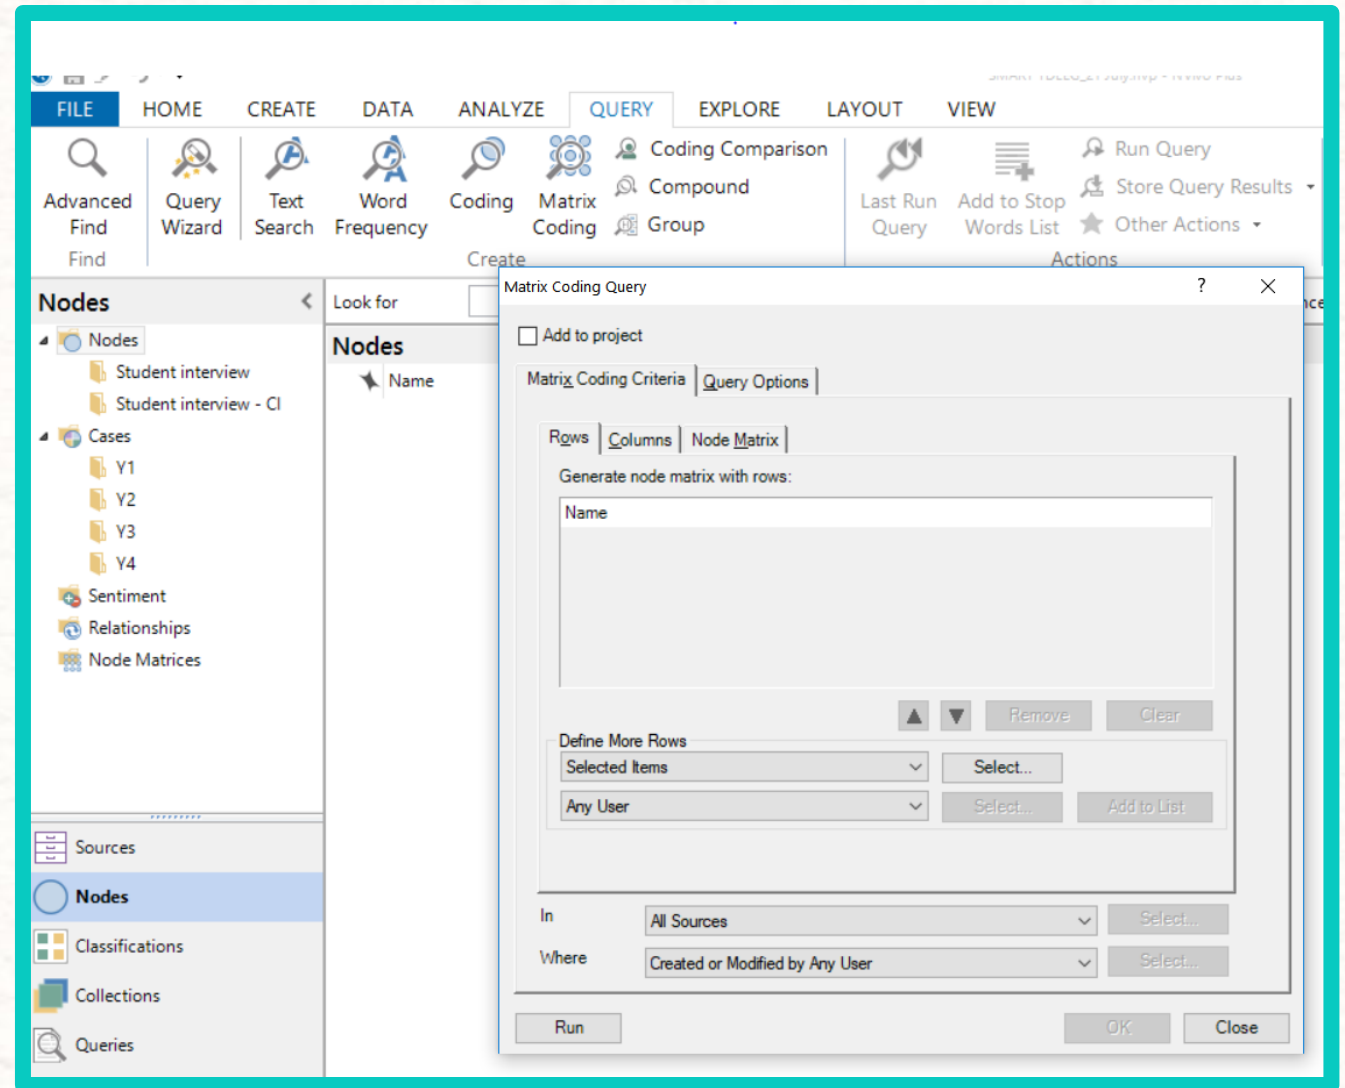 FILE HOME CREATE DATA ANALYZE QUERY EXPLORE LAYOUT VIEW
Advanced Find
Query Wizard
Text Search
Word Frequency
Coding
Matrix Coding
Coding Comparison
Compound
Group
Last Run Query
Add to Stop Words List
Run Query
Store Query Results
Other Actions
Find
Create
Actions
Nodes
Nodes
Student interview
Student interview - CI
Cases
Y1
Y2
Y3
Y4
Sentiment
Relationships
Node Matrices
Sources
Nodes
Classifications
Collections
Queries
Look for
Nodes
Name
Matrix Coding Query ?
Add to project
Matrix Coding Criteria Query Options
Rows Columns Node Matrix
Generate node matrix with rows:
Name
Remove Clear
Define More Rows
Selected Items Select...
Any User Select... Add to List
In All Sources Select...
Where Created or Modified by Any User Select...
Run OK Close